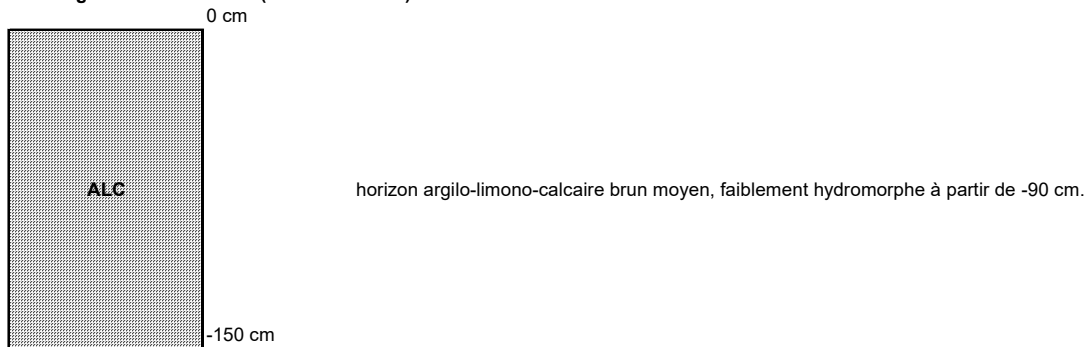 0 cm
ALC
horizon argilo-limono-calcaire brun moyen, faiblement hydromorphe à partir de -90 cm.
-150 cm